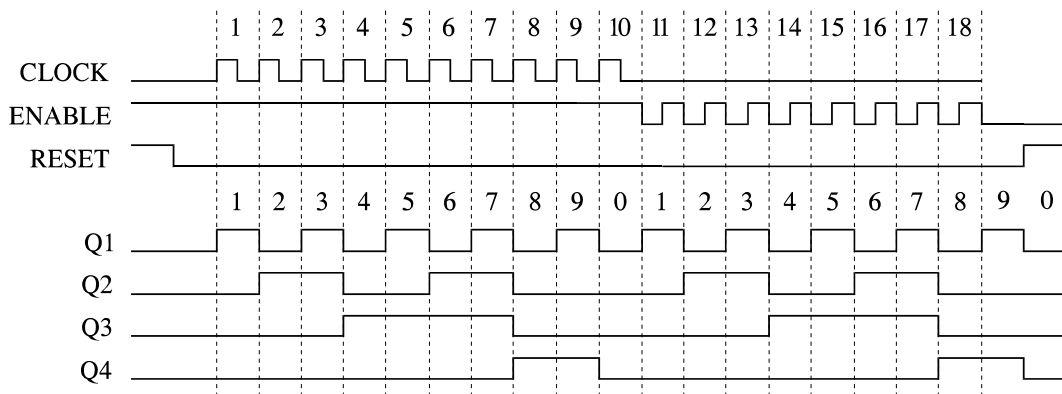 1 2 3 4 5 6 7 8 9 10 11 12 13 14 15 16 17 18
CLOCK
ENABLE
RESET
1 2 3 4 5 6 7 8 9 0 1 2 3 4 5 6 7 8 9 0
Q1
Q2
Q3
Q4